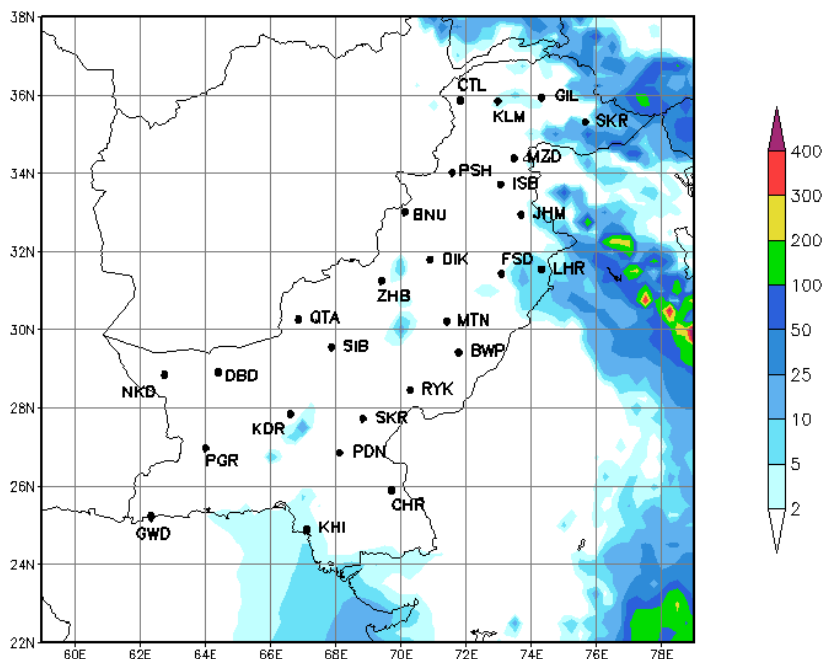 38N
36N
34N
32N
30N
28N
26N
24N
22N
60E 62E 64E 66E 68E 70E 72E 74E 76E 78E
CTL
KLM
GIL
SKR
MZD
PSH
ISB
BNU
JHM
DIK
FSD
LHR
ZHB
QTA
MTN
SIB
BWP
NKD
DBD
RYK
KDR
SKR
PGR
PDN
CHR
GWD
KHI
400
300
200
100
50
25
10
5
2